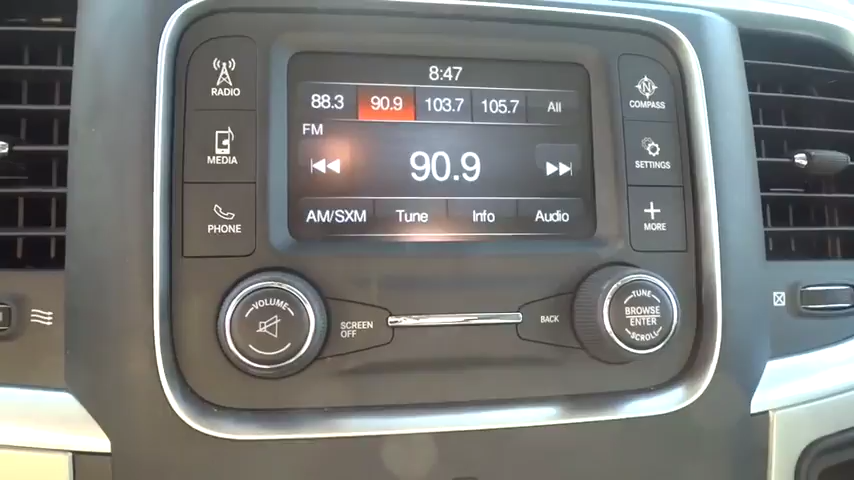 8:47
RADIO
88.3 90.9 103.7 105.7 All
N
COMPASS
FM
MEDIA
90.9
SETTINGS
PHONE
AM/SXM Tune Info Audio
MORE
VOLUME
SCREEN
OFF
BACK
TUNE
BROWSE
ENTER
SCROLL